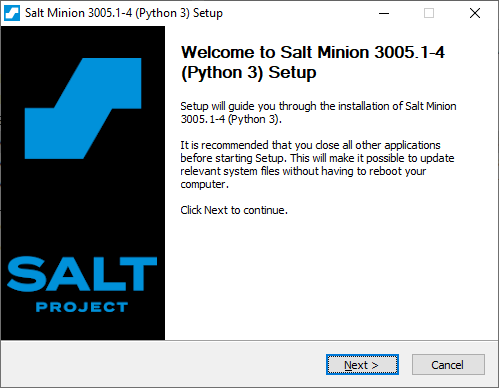 Salt Minion 3005.1-4 (Python 3) Setup
Welcome to Salt Minion 3005.1-4
(Python 3) Setup
Setup will guide you through the installation of Salt Minion
3005.1-4 (Python 3).
It is recommended that you close all other applications
before starting Setup. This will make it possible to update
relevant system files without having to reboot your
computer.
Click Next to continue.
SALT
PROJECT
Next >
Cancel